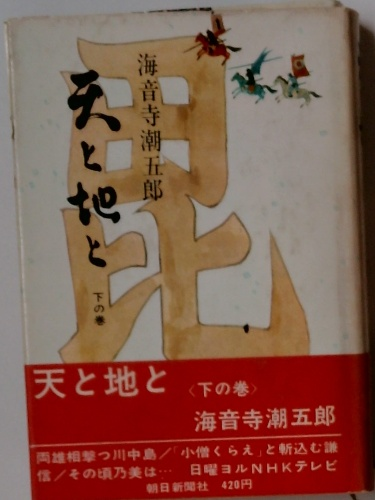 毘
海音寺潮五郎
天と地と
下の巻
天と地と
〈下の巻〉
海音寺潮五郎
両雄相撃つ川中島/「小僧くらえ」と斬込む謙
信/その頃乃美は… 日曜ヨルNHKテレビ
朝日新聞社 420円